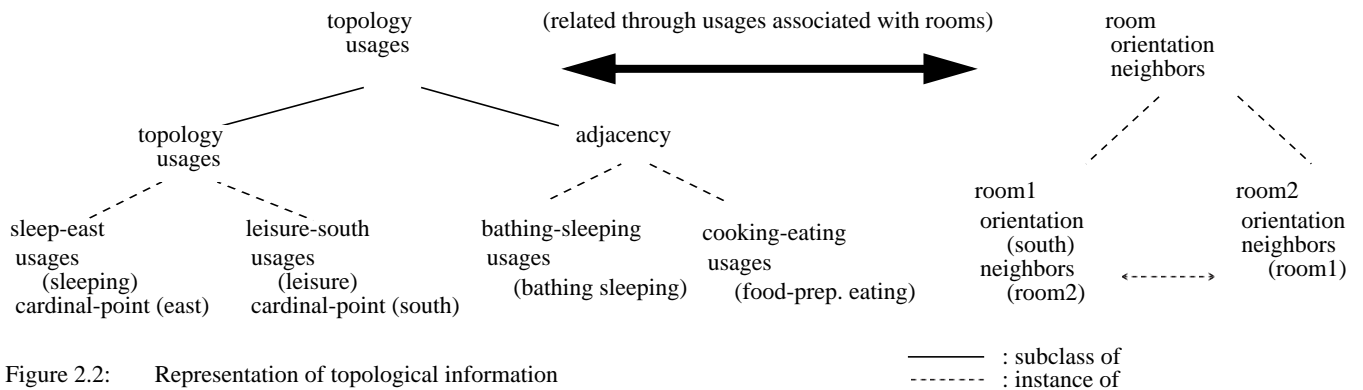 topology
usages
(related through usages associated with rooms)
room
orientation
neighbors
topology
usages
adjacency
sleep-east
usages
(sleeping)
cardinal-point (east)
leisure-south
usages
(leisure)
cardinal-point (south)
bathing-sleeping
usages
(bathing sleeping)
cooking-eating
usages
(food-prep. eating)
room1
orientation
(south)
neighbors
(room2)
room2
orientation
neighbors
(room1)
Figure 2.2: Representation of topological information
: subclass of
: instance of